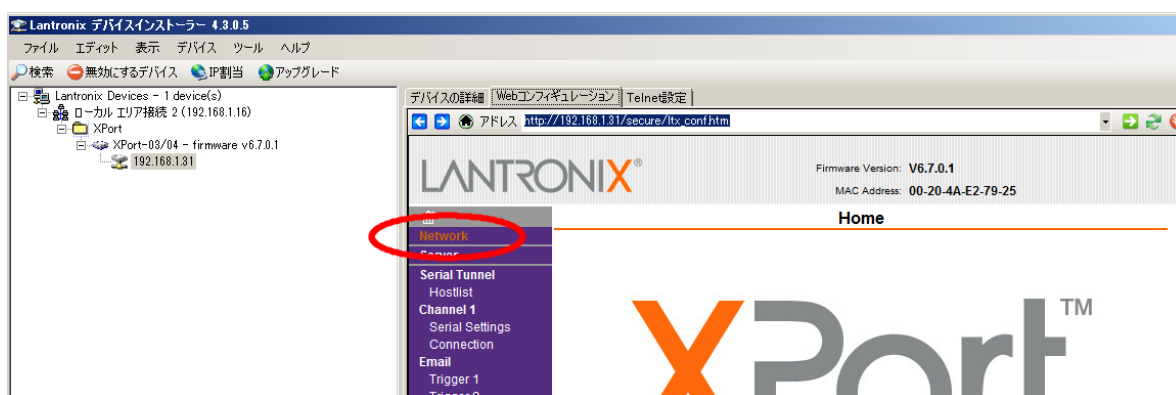 Lantronix デバイスインストーラー 4.3.0.5
ファイル エディット 表示 デバイス ツール ヘルプ
検索 無効にするデバイス IP割当 アップグレード
Lantronix Devices - 1 device(s)
ローカル エリア接続 2 (192.168.1.16)
XPort
XPort-03/04 - firmware v6.7.0.1
192.168.1.31
デバイスの詳細 Webコンフィギュレーション Telnet設定
アドレス http://192.168.1.31/secure/ltx_conf.htm
LANTRONIX®
Firmware Version: V6.7.0.1
MAC Address: 00-20-4A-E2-79-25
Home
Network
Server
Serial Tunnel
Hostlist
Channel 1
Serial Settings
Connection
Email
Trigger 1
Trigger 2
XPort™